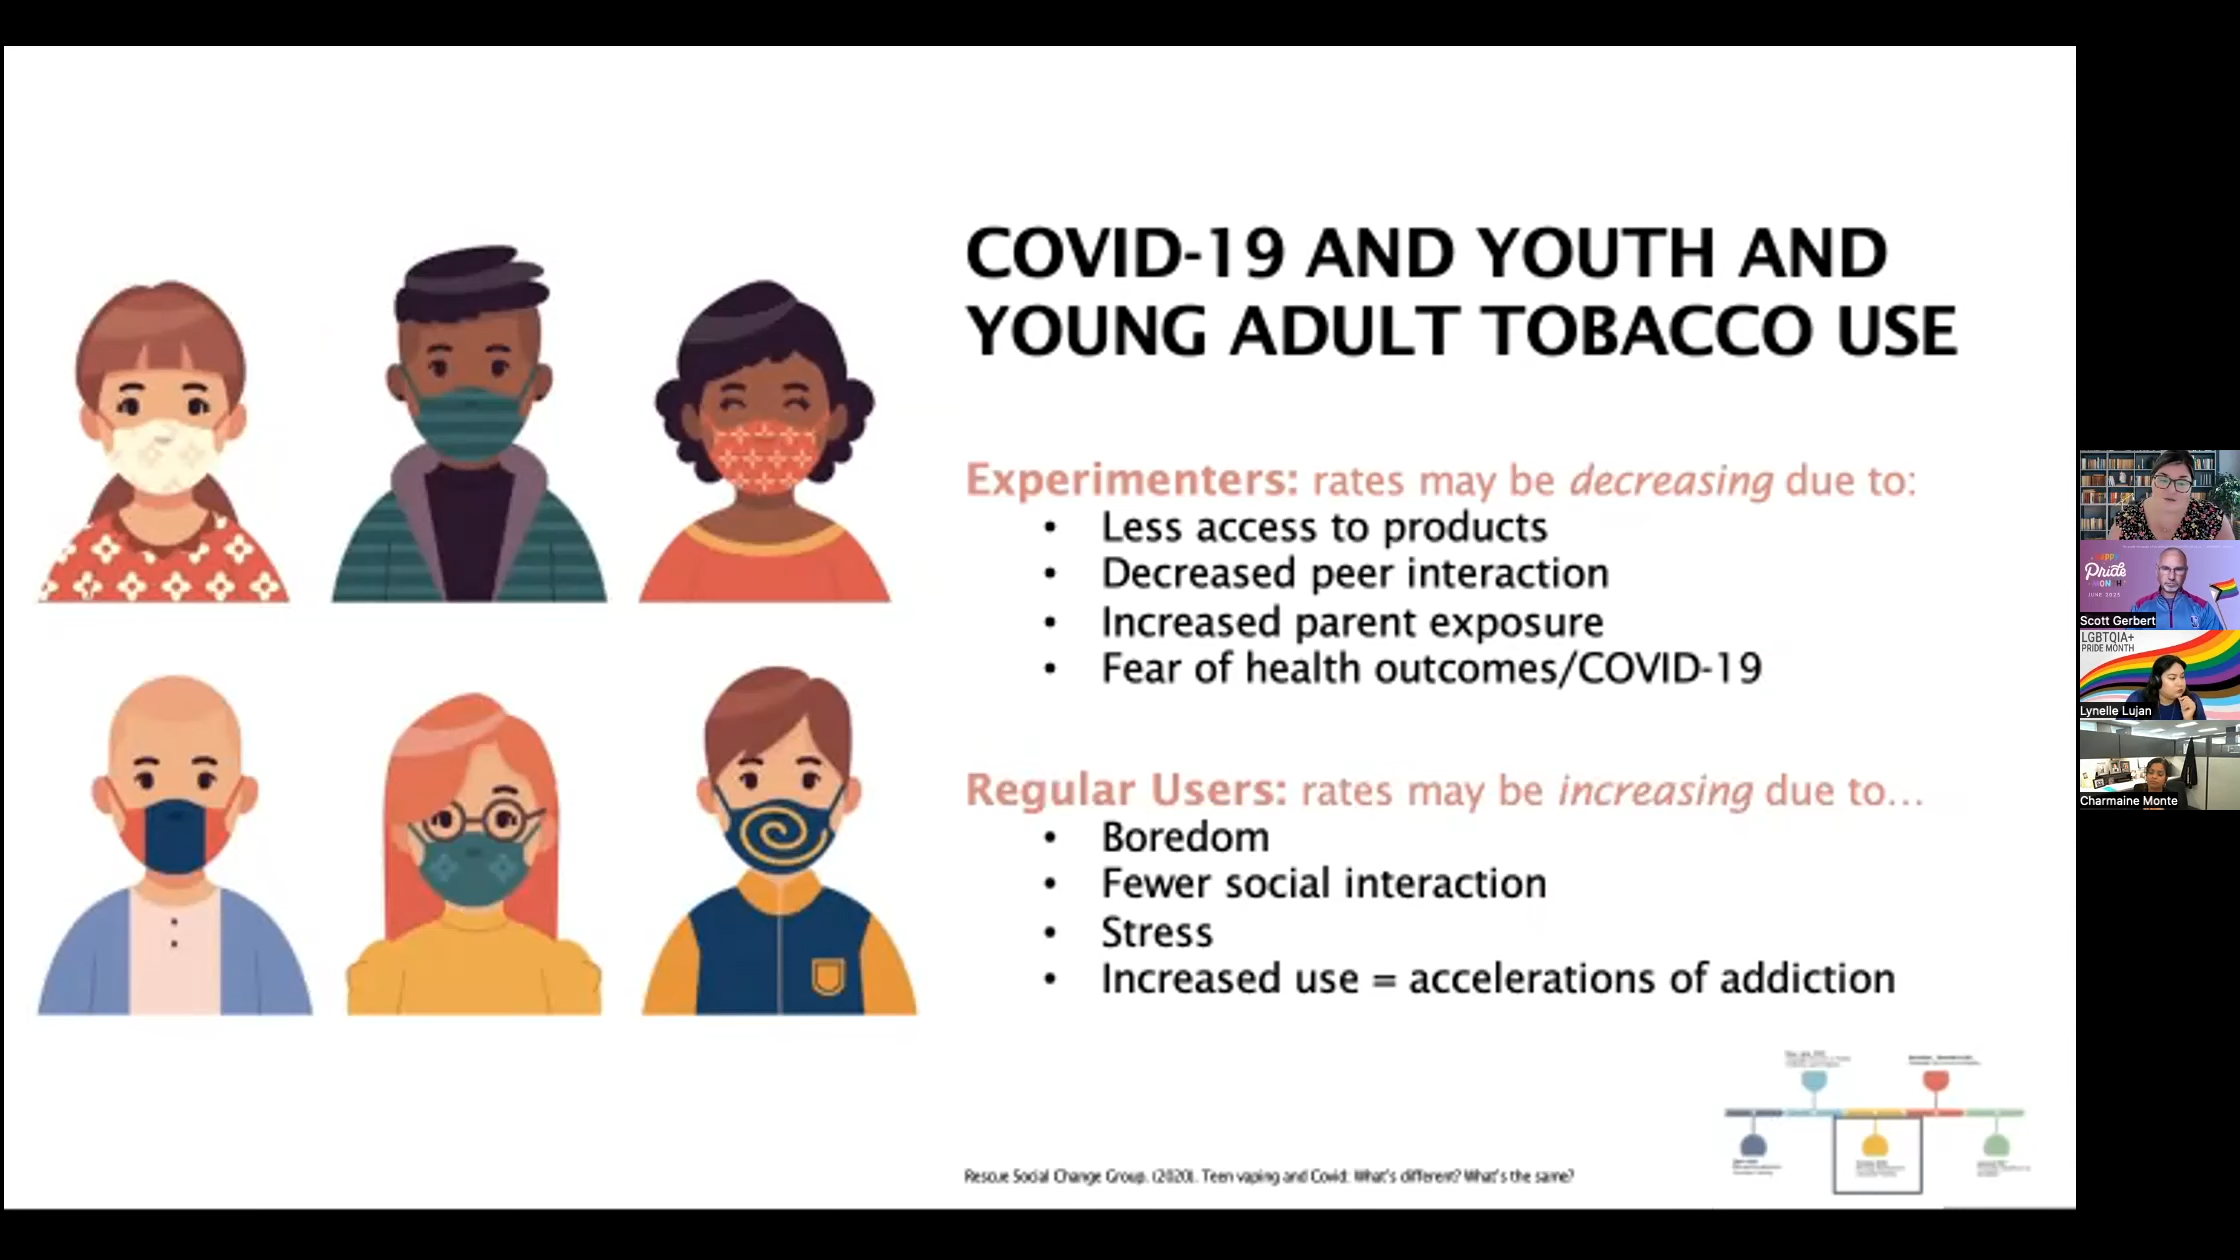 COVID-19 AND YOUTH AND
YOUNG ADULT TOBACCO USE
Experimenters: rates may be decreasing due to:
• Less access to products
• Decreased peer interaction
• Increased parent exposure
• Fear of health outcomes/COVID-19
Regular Users: rates may be increasing due to...
• Boredom
• Fewer social interaction
• Stress
• Increased use = accelerations of addiction
Rescue Social Change Group. (2020). Teen vaping and Covid: What's different? What's the same?
Pride
MONTH
JUNE 2023
Scott Gerbert
LGBTQIA+
PRIDE MONTH
Lynelle Lujan
Charmaine Monte